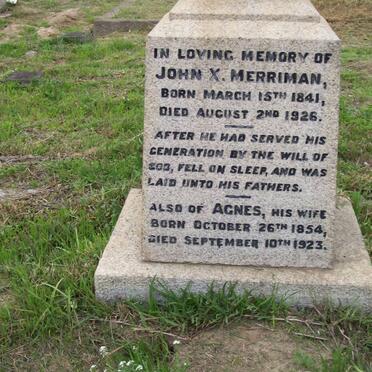 IN LOVING MEMORY OF
JOHN X. MERRIMAN,
BORN MARCH 15TH 1841,
DIED AUGUST 2ND 1926.
AFTER HE HAD SERVED HIS
GENERATION BY THE WILL OF
GOD, FELL ON SLEEP, AND WAS
LAID UNTO HIS FATHERS.
ALSO OF AGNES, HIS WIFE
BORN OCTOBER 26TH 1854,
DIED SEPTEMBER 10TH 1923.